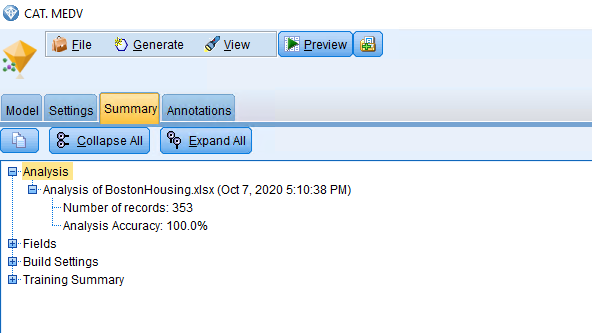 CAT. MEDV
File Generate View Preview
Model Settings Summary Annotations
Collapse All Expand All
Analysis
Analysis of BostonHousing.xlsx (Oct 7, 2020 5:10:38 PM)
Number of records: 353
Analysis Accuracy: 100.0%
Fields
Build Settings
Training Summary